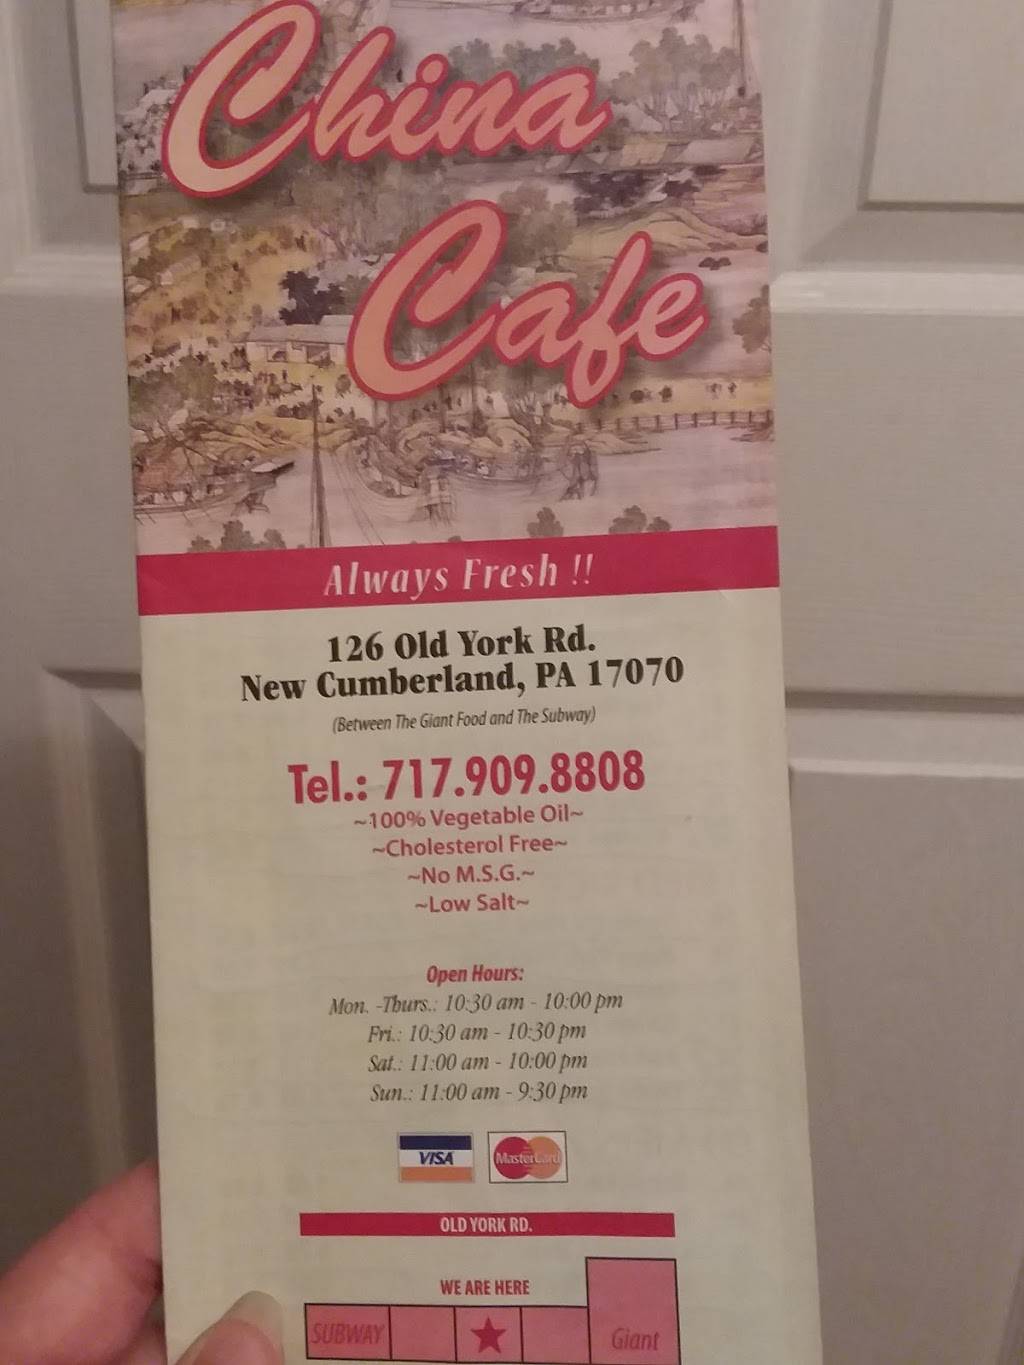 China
Cafe
Always Fresh !!
126 Old York Rd.
New Cumberland, PA 17070
(Between The Giant Food and The Subway)
Tel.: 717.909.8808
~100% Vegetable Oil~
~Cholesterol Free~
~No M.S.G.~
~Low Salt~
Open Hours:
Mon. -Thurs.: 10:30 am - 10:00 pm
Fri.: 10:30 am - 10:30 pm
Sat.: 11:00 am - 10:00 pm
Sun.: 11:00 am - 9:30 pm
VISA MasterCard
OLD YORK RD.
WE ARE HERE
SUBWAY Giant